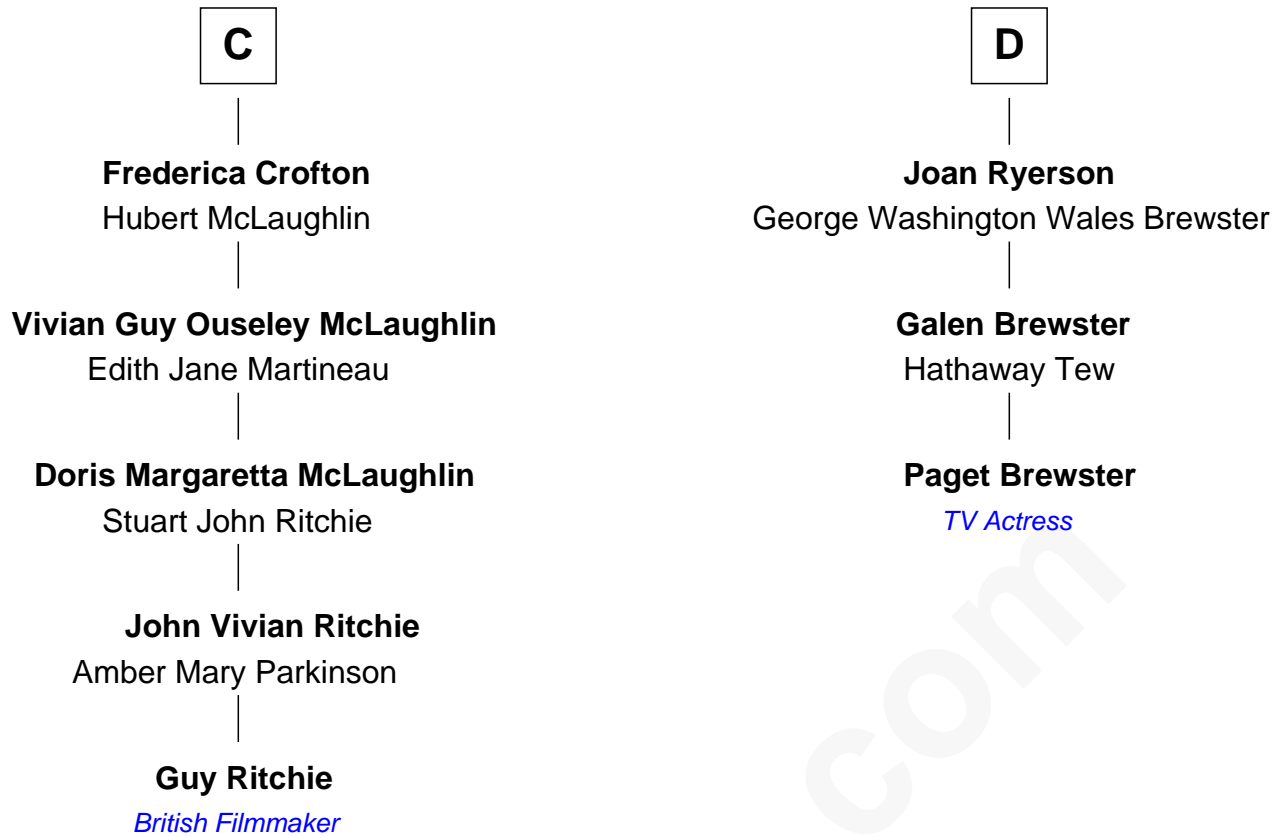 C
Frederica Crofton
Hubert McLaughlin
Vivian Guy Ouseley McLaughlin
Edith Jane Martineau
Doris Margaretta McLaughlin
Stuart John Ritchie
John Vivian Ritchie
Amber Mary Parkinson
Guy Ritchie
British Filmmaker
D
Joan Ryerson
George Washington Wales Brewster
Galen Brewster
Hathaway Tew
Paget Brewster
TV Actress
com